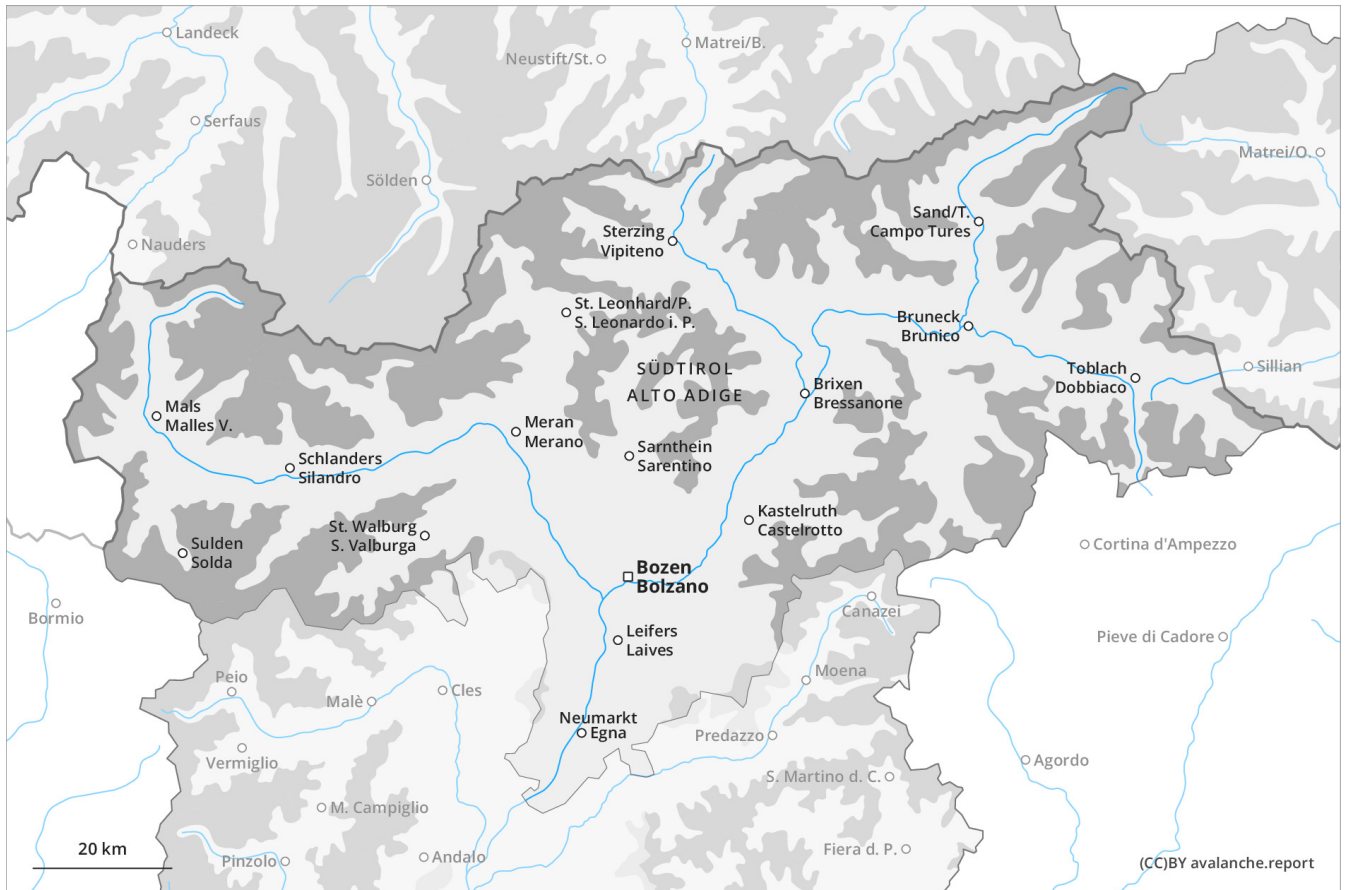 Landeck
Matrei/B.
Neustift/St.
Serfaus
Matrei/O.
Sölden
Sand/T.
Campo Tures
Sterzing
Vipiteno
Nauders
St. Leonhard/P.
S. Leonardo i. P.
Bruneck
Brunico
SÜDTIROL
ALTO ADIGE
Toblach
Dobbiaco
Sillian
Brixen
Bressanone
Mals
Malles V.
Meran
Merano
Schlanders
Silandro
Sarnthein
Sarentino
Kastelruth
Castelrotto
St. Walburg
S. Valburga
Sulden
Solda
Cortina d'Ampezzo
Bozen
Bolzano
Bormio
Canazei
Leifers
Laives
Pieve di Cadore
Peio
Malè
Cles
Moena
Neumarkt
Egna
Predazzo
Vermiglio
Agordo
S. Martino d. C.
M. Campiglio
20 km
Pinzolo
Andalo
Fiera d. P.
(CC)BY avalanche.report